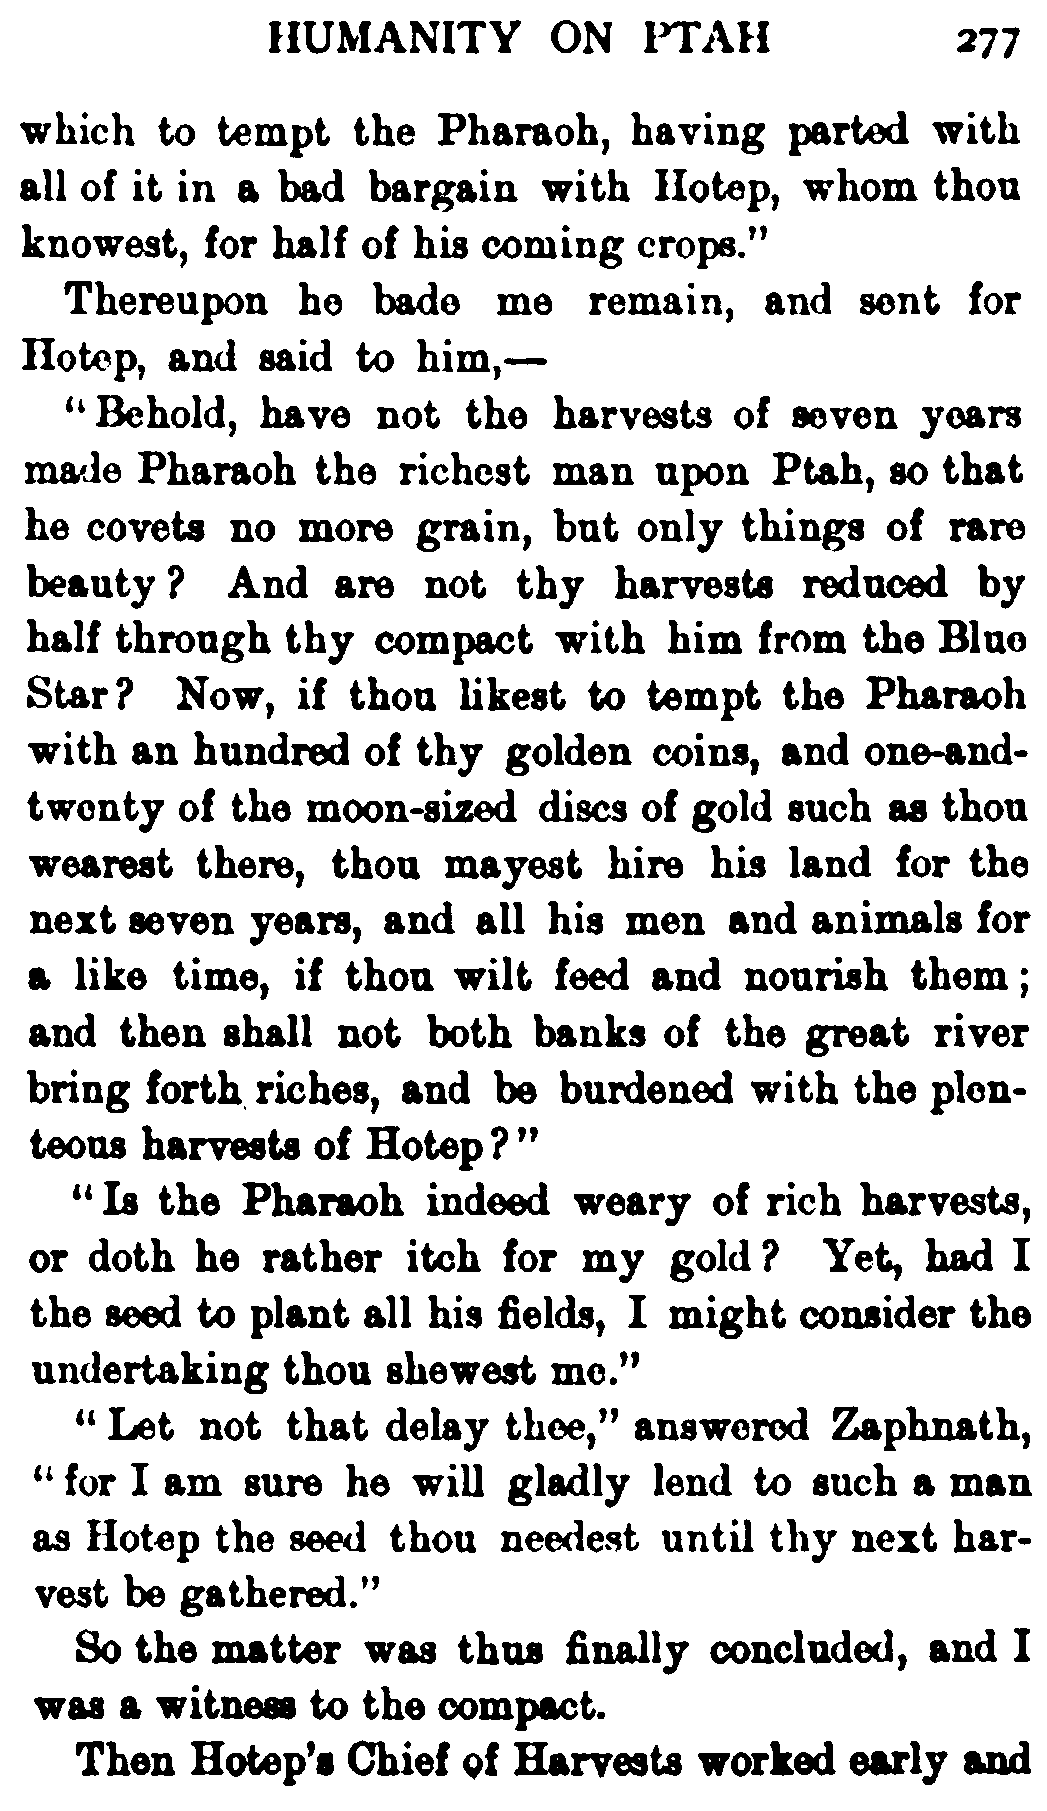 HUMANITY ON PTAH 277
which to tempt the Pharaoh, having parted with
all of it in a bad bargain with Hotep, whom thou
knowest, for half of his coming crops."
Thereupon he bade me remain, and sent for
Hotep, and said to him,—
"Behold, have not the harvests of seven years
made Pharaoh the richest man upon Ptah, so that
he covets no more grain, but only things of rare
beauty? And are not thy harvests reduced by
half through thy compact with him from the Blue
Star? Now, if thou likest to tempt the Pharaoh
with an hundred of thy golden coins, and one-and-
twenty of the moon-sized discs of gold such as thou
wearest there, thou mayest hire his land for the
next seven years, and all his men and animals for
a like time, if thou wilt feed and nourish them;
and then shall not both banks of the great river
bring forth riches, and be burdened with the plen-
teous harvests of Hotep?"
"Is the Pharaoh indeed weary of rich harvests,
or doth he rather itch for my gold? Yet, had I
the seed to plant all his fields, I might consider the
undertaking thou shewest me."
"Let not that delay thee," answered Zaphnath,
"for I am sure he will gladly lend to such a man
as Hotep the seed thou needest until thy next har-
vest be gathered."
So the matter was thus finally concluded, and I
was a witness to the compact.
Then Hotep's Chief of Harvests worked early and